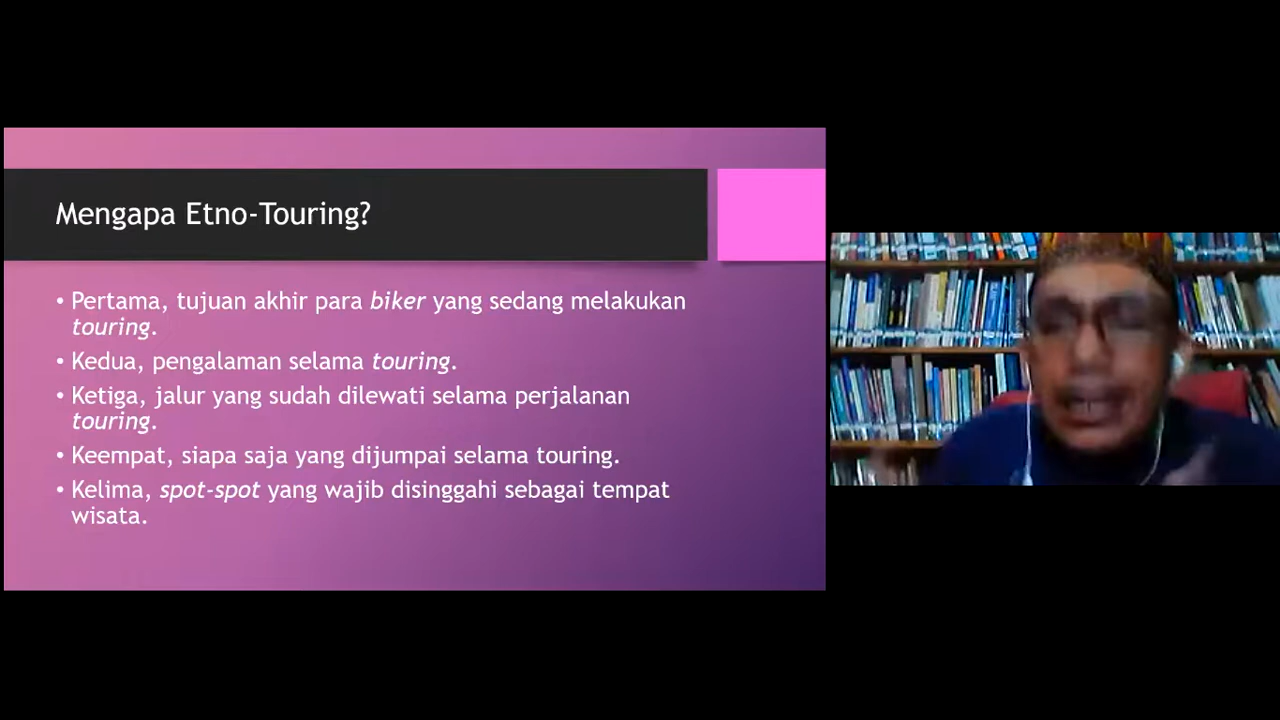 Mengapa Etno-Touring?
• Pertama, tujuan akhir para biker yang sedang melakukan
touring.
• Kedua, pengalaman selama touring.
• Ketiga, jalur yang sudah dilewati selama perjalanan
touring.
• Keempat, siapa saja yang dijumpai selama touring.
• Kelima, spot-spot yang wajib disinggahi sebagai tempat
wisata.